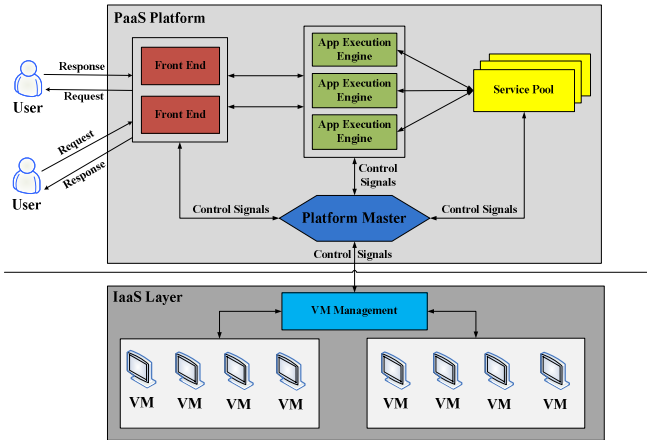 PaaS Platform
Response
Request
User
Request
Response
User
Front End
Front End
App Execution
Engine
App Execution
Engine
App Execution
Engine
Service Pool
Control
Signals
Control Signals
Platform Master
Control Signals
Control Signals
IaaS Layer
VM Management
VM
VM
VM
VM
VM
VM
VM
VM